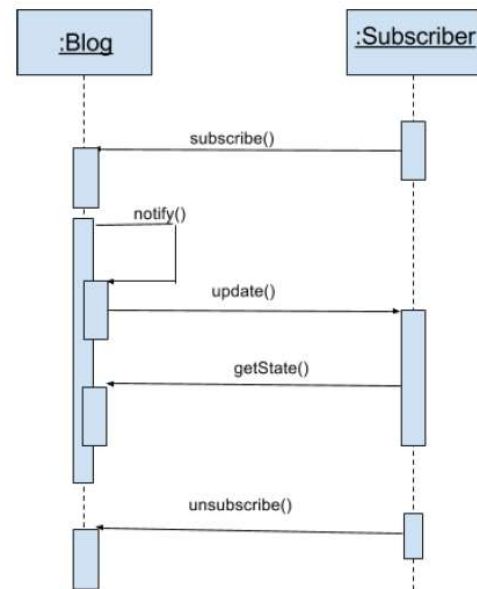 :Blog
:Subscriber
subscribe()
notify()
update()
getState()
unsubscribe()